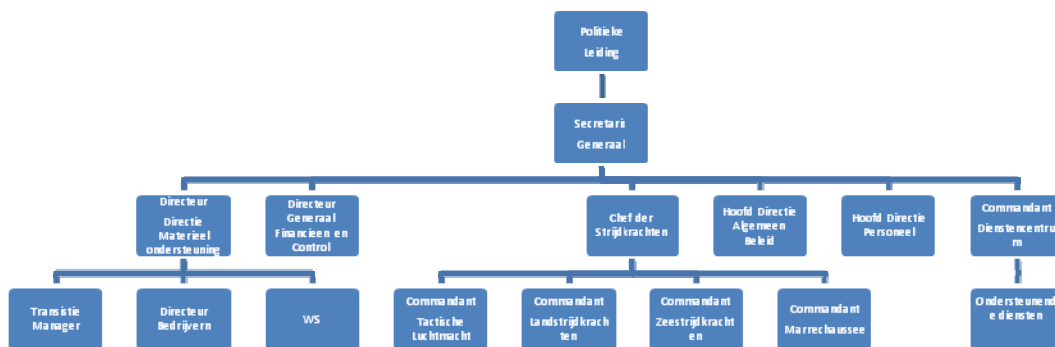 Politieke
Leiding
Secretaris
Generaal
Directeur
Directie
Materieel
ondersteuning
Directeur
Generaal
Financieen en
Control
Chef der
Strijdkrachten
Hoofd Directie
Algemeen
Beleid
Hoofd Directie
Personeel
Commandant
Dienstencentru
m
Transistie
Manager
Directeur
Bedrijvern
WS
Commandant
Tactische
Luchtmacht
Commandant
Landstrijdkrach
ten
Commandant
Zeestrijdkracht
en
Commandant
Marrechaussee
Ondersteunend
e diensten